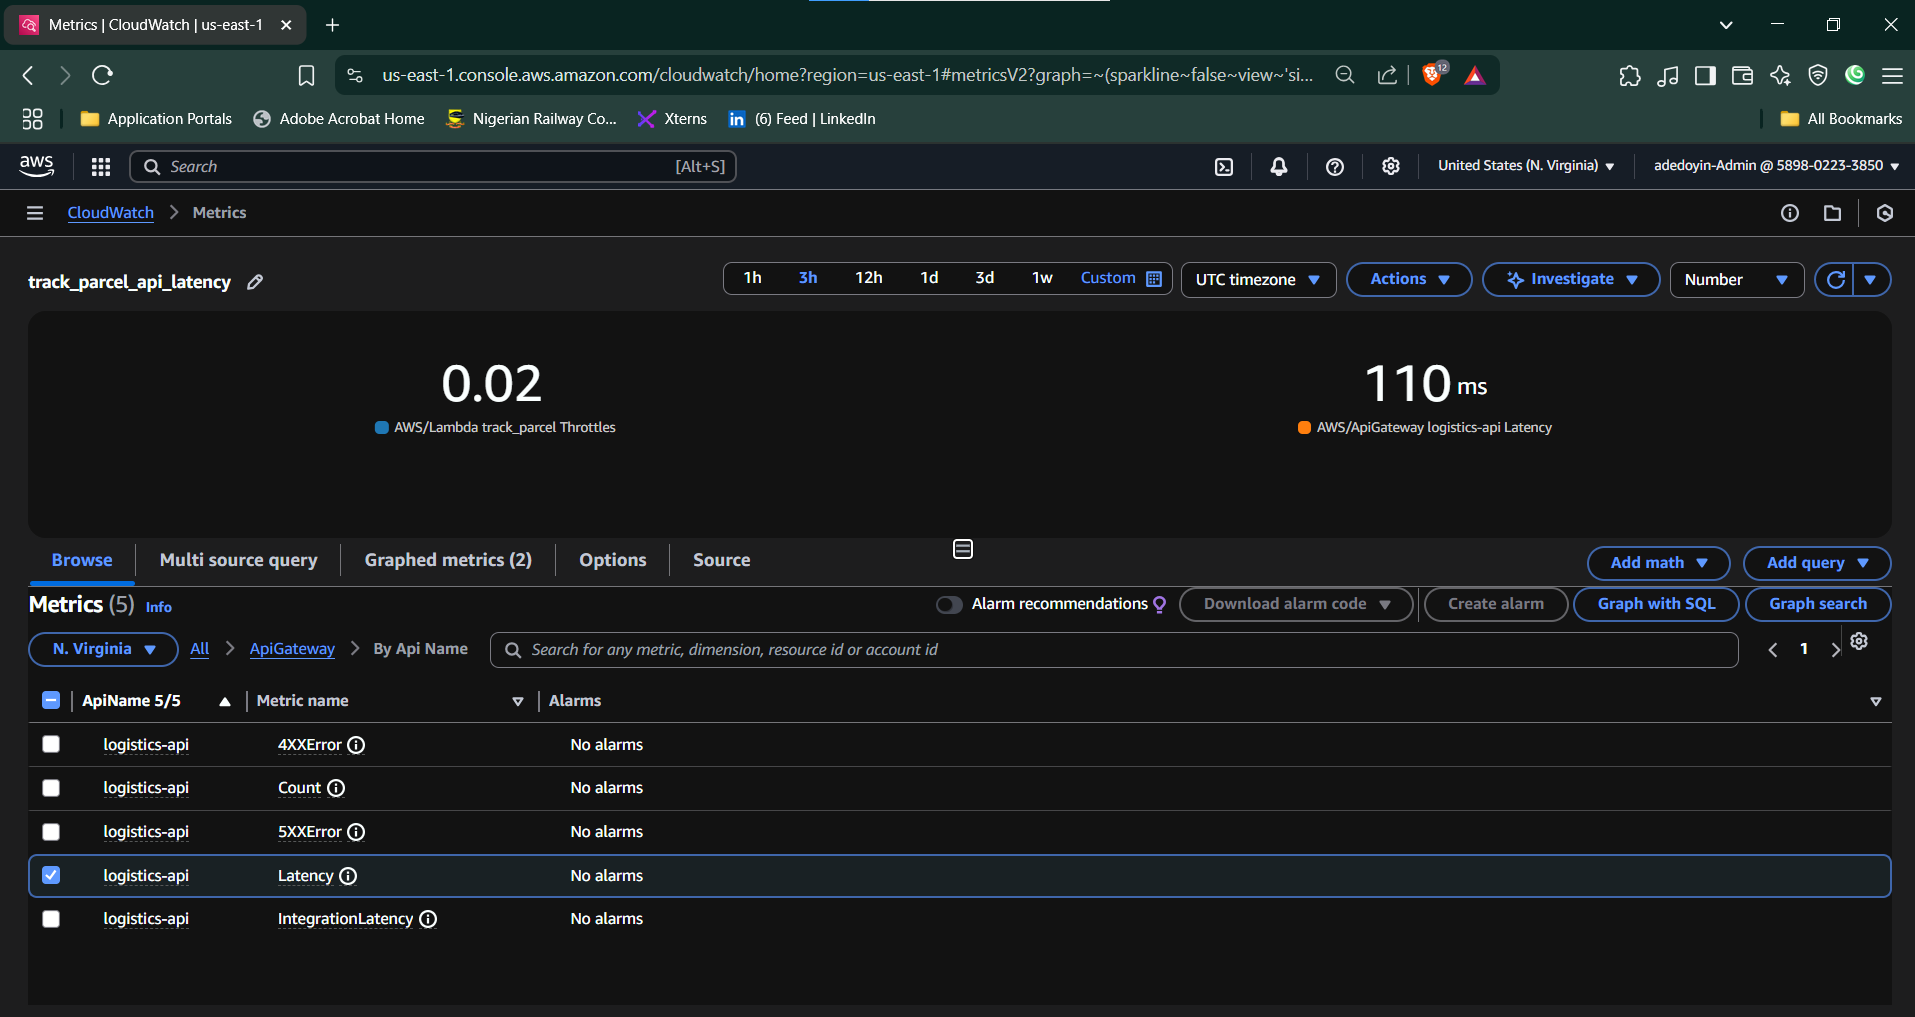 Metrics | CloudWatch | us-east-1
us-east-1.console.aws.amazon.com/cloudwatch/home?region=us-east-1#metricsV2?graph=~(sparkline~false~view~'si...
12
Application Portals
Adobe Acrobat Home
Nigerian Railway Co...
Xterns
(6) Feed | LinkedIn
All Bookmarks
aws
Search
[Alt+S]
United States (N. Virginia)
adedoyin-Admin @ 5898-0223-3850
CloudWatch
Metrics
track_parcel_api_latency
1h 3h 12h 1d 3d 1w Custom
UTC timezone
Actions
Investigate
Number
0.02
AWS/Lambda track_parcel Throttles
110 ms
AWS/ApiGateway logistics-api Latency
Browse
Multi source query
Graphed metrics (2)
Options
Source
Add math
Add query
Metrics (5) Info
Alarm recommendations
Download alarm code
Create alarm
Graph with SQL
Graph search
N. Virginia
All
ApiGateway
By Api Name
Search for any metric, dimension, resource id or account id
1
ApiName 5/5 Metric name Alarms
logistics-api 4XXError No alarms
logistics-api Count No alarms
logistics-api 5XXError No alarms
logistics-api Latency No alarms
logistics-api IntegrationLatency No alarms